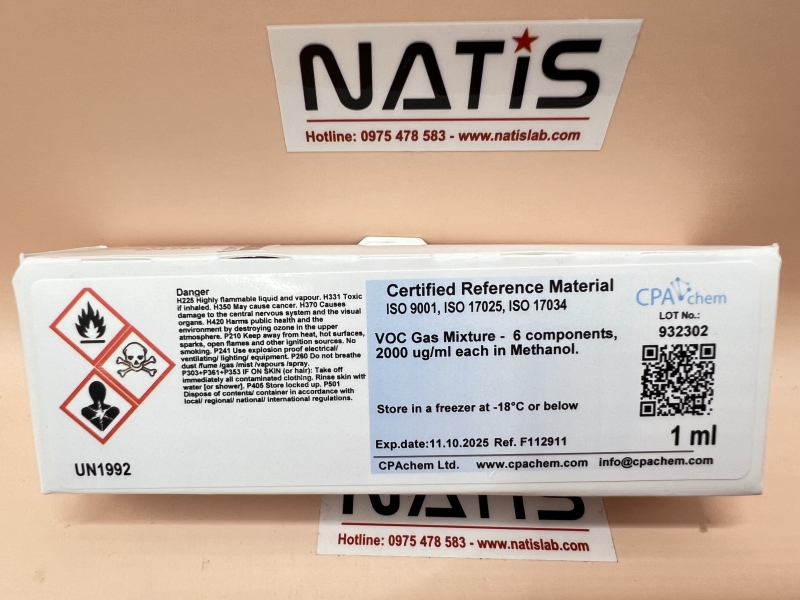 NATIS
Hotline: 0975 478 583 - www.natislab.com
Danger
H225 Highly flammable liquid and vapour. H331 Toxic
if inhaled. H350 May cause cancer. H370 Causes
damage to the central nervous system and the visual
organs. H420 Harms public health and the
environment by destroying ozone in the upper
atmosphere. P210 Keep away from heat, hot surfaces,
sparks, open flames and other ignition sources. No
smoking. P241 Use explosion proof electrical/
ventilating/ lighting/ equipment. P260 Do not breathe
dust /fume /gas /mist /vapours /spray.
P303+P361+P353 IF ON SKIN (or hair): Take off
immediately all contaminated clothing. Rinse skin with
water [or shower]. P405 Store locked up. P501
Dispose of contents/ container in accordance with
local/ regional/ national/ international regulations.
UN1992
Certified Reference Material
ISO 9001, ISO 17025, ISO 17034
VOC Gas Mixture - 6 components,
2000 ug/ml each in Methanol.
Store in a freezer at -18°C or below
Exp.date:11.10.2025 Ref. F112911
CPAchem Ltd. www.cpachem.com info@cpachem.com
CPAchem
LOT No.:
932302
1 ml
NATIS
Hotline: 0975 478 583 - www.natislab.com